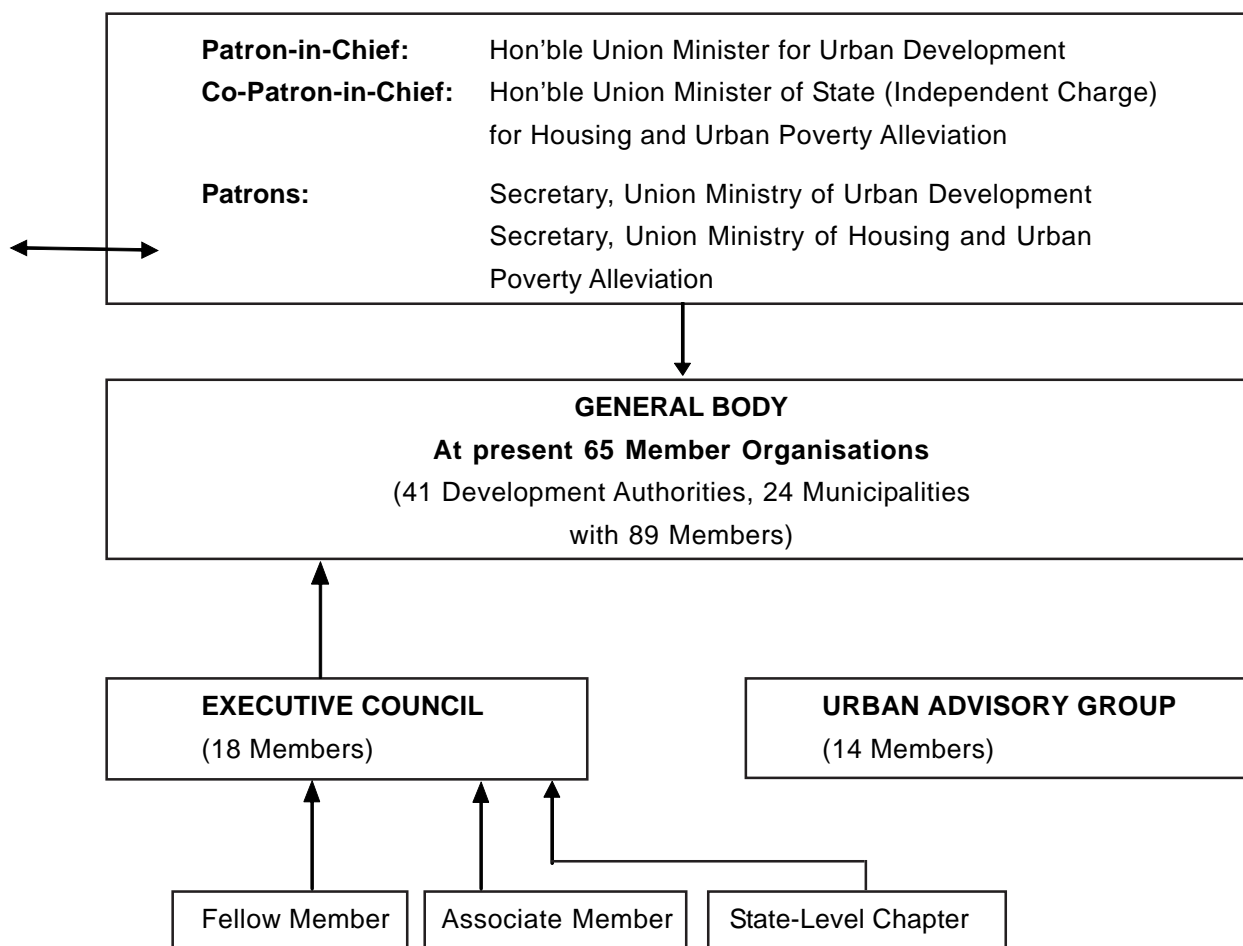 Patron-in-Chief: Hon'ble Union Minister for Urban Development
Co-Patron-in-Chief: Hon'ble Union Minister of State (Independent Charge)
for Housing and Urban Poverty Alleviation
Patrons: Secretary, Union Ministry of Urban Development
Secretary, Union Ministry of Housing and Urban
Poverty Alleviation
GENERAL BODY
At present 65 Member Organisations
(41 Development Authorities, 24 Municipalities
with 89 Members)
EXECUTIVE COUNCIL
(18 Members)
URBAN ADVISORY GROUP
(14 Members)
Fellow Member
Associate Member
State-Level Chapter